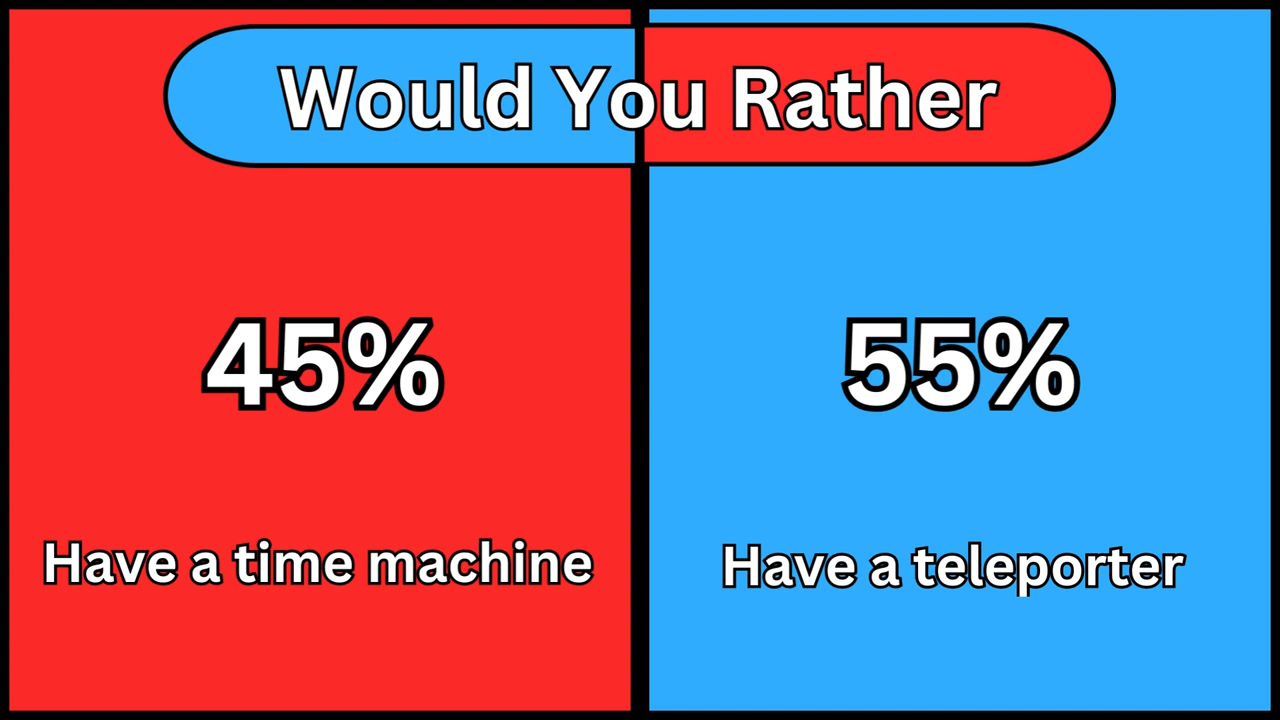 Would You Rather
45%
55%
Have a time machine
Have a teleporter